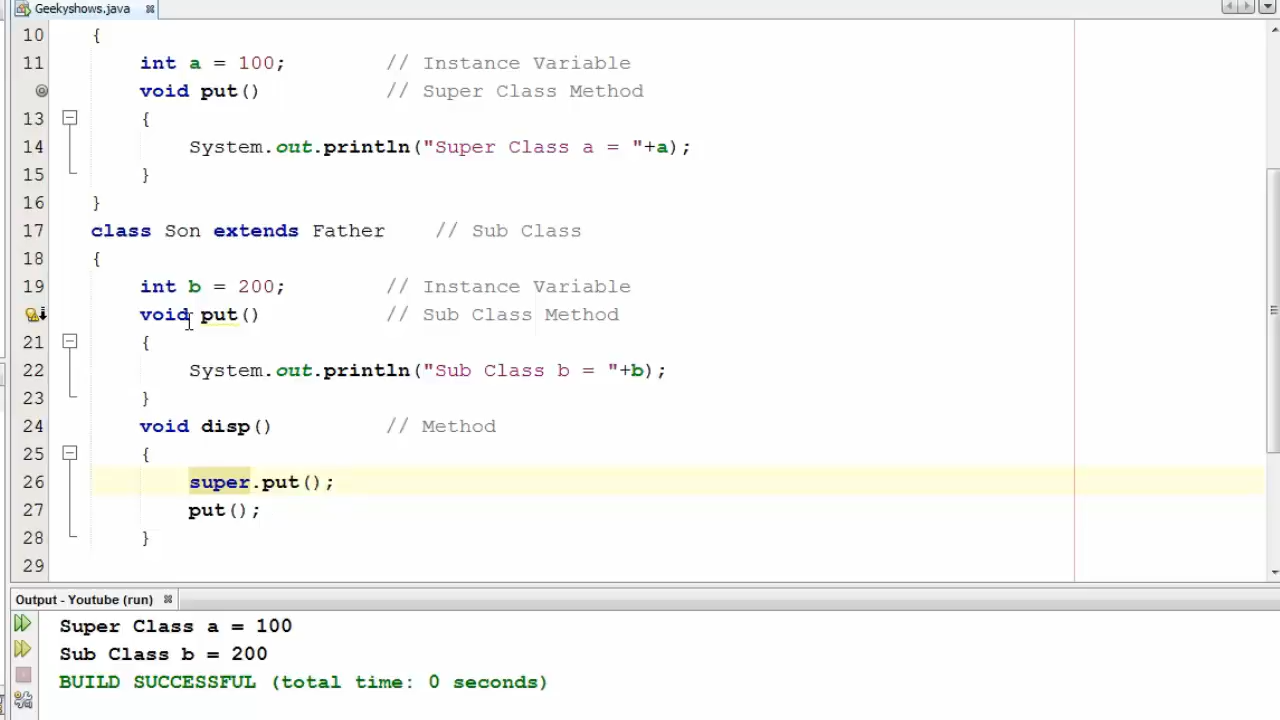 Geekyshows.java
10 {
11 int a = 100; // Instance Variable
void put() // Super Class Method
13 {
14 System.out.println("Super Class a = "+a);
15 }
16 }
17 class Son extends Father // Sub Class
18 {
19 int b = 200; // Instance Variable
void put() // Sub Class Method
21 {
22 System.out.println("Sub Class b = "+b);
23 }
24 void disp() // Method
25 {
26 super.put();
27 put();
28 }
29
Output - Youtube (run)
Super Class a = 100
Sub Class b = 200
BUILD SUCCESSFUL (total time: 0 seconds)